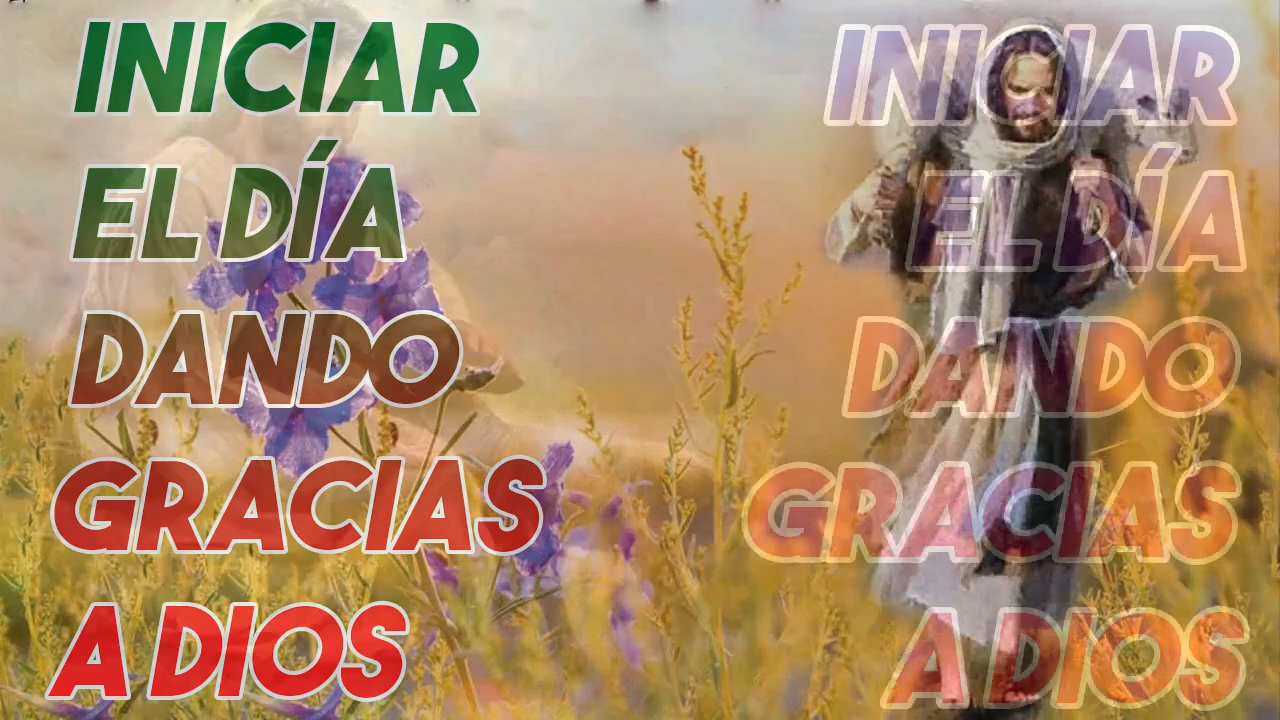 INICIAR
EL DÍA
DANDO
GRACIAS
A DIOS
INICIAR
EL DÍA
DANDO
GRACIAS
A DIOS